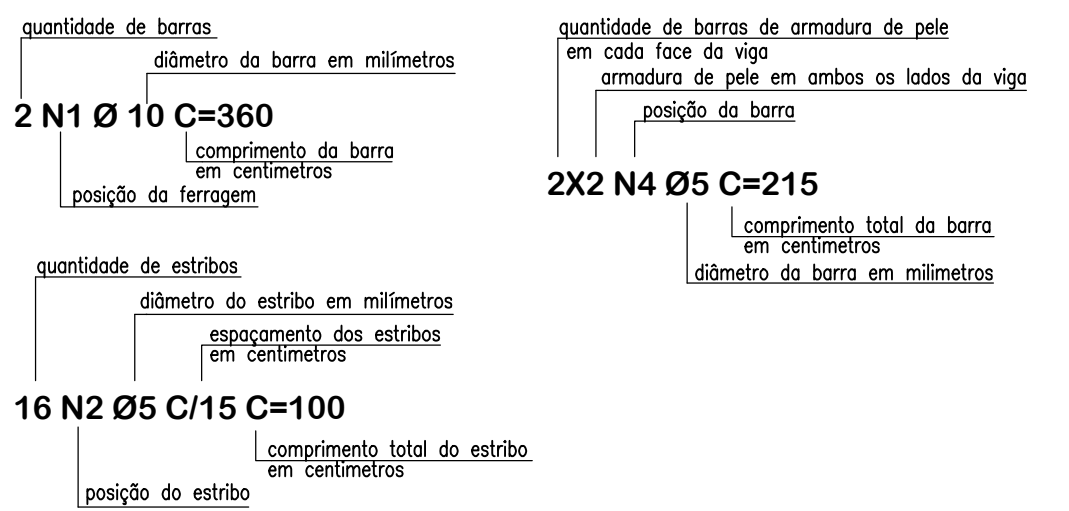 quantidade de barras
diâmetro da barra em milímetros
2 N1 Ø 10 C=360
comprimento da barra
em centimetros
posição da ferragem
quantidade de barras de armadura de pele
em cada face da viga
armadura de pele em ambos os lados da viga
posição da barra
2X2 N4 Ø5 C=215
comprimento total da barra
em centimetros
diâmetro da barra em milimetros
quantidade de estribos
diâmetro do estribo em milímetros
espaçamento dos estribos
em centimetros
16 N2 Ø5 C/15 C=100
comprimento total do estribo
em centimetros
posição do estribo